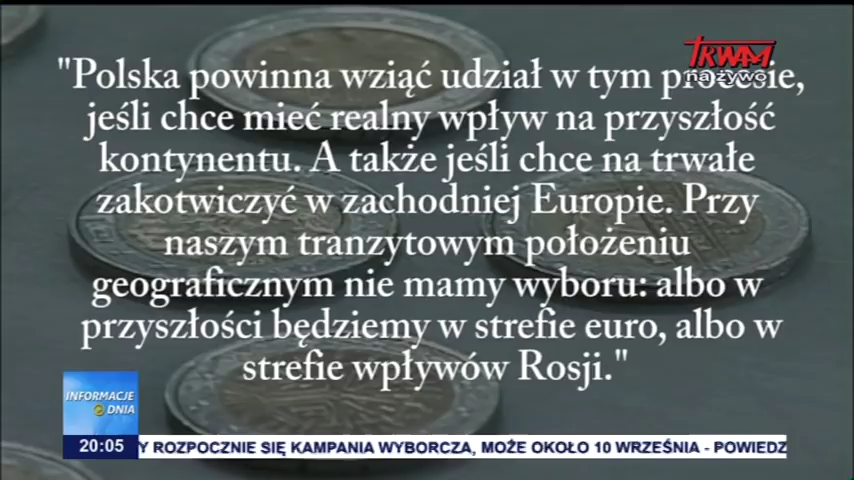 TRWAM
na żywo
"Polska powinna wziąć udział w tym procesie,
jeśli chce mieć realny wpływ na przyszłość
kontynentu. A także jeśli chce na trwałe
zakotwiczyć w zachodniej Europie. Przy
naszym tranzytowym położeniu
geograficznym nie mamy wyboru: albo w
przyszłości będziemy w strefie euro, albo w
strefie wpływów Rosji."
INFORMACJE
DNIA
20:05 Y ROZPOCZNIE SIĘ KAMPANIA WYBORCZA, MOŻE OKOŁO 10 WRZEŚNIA - POWIEDZ